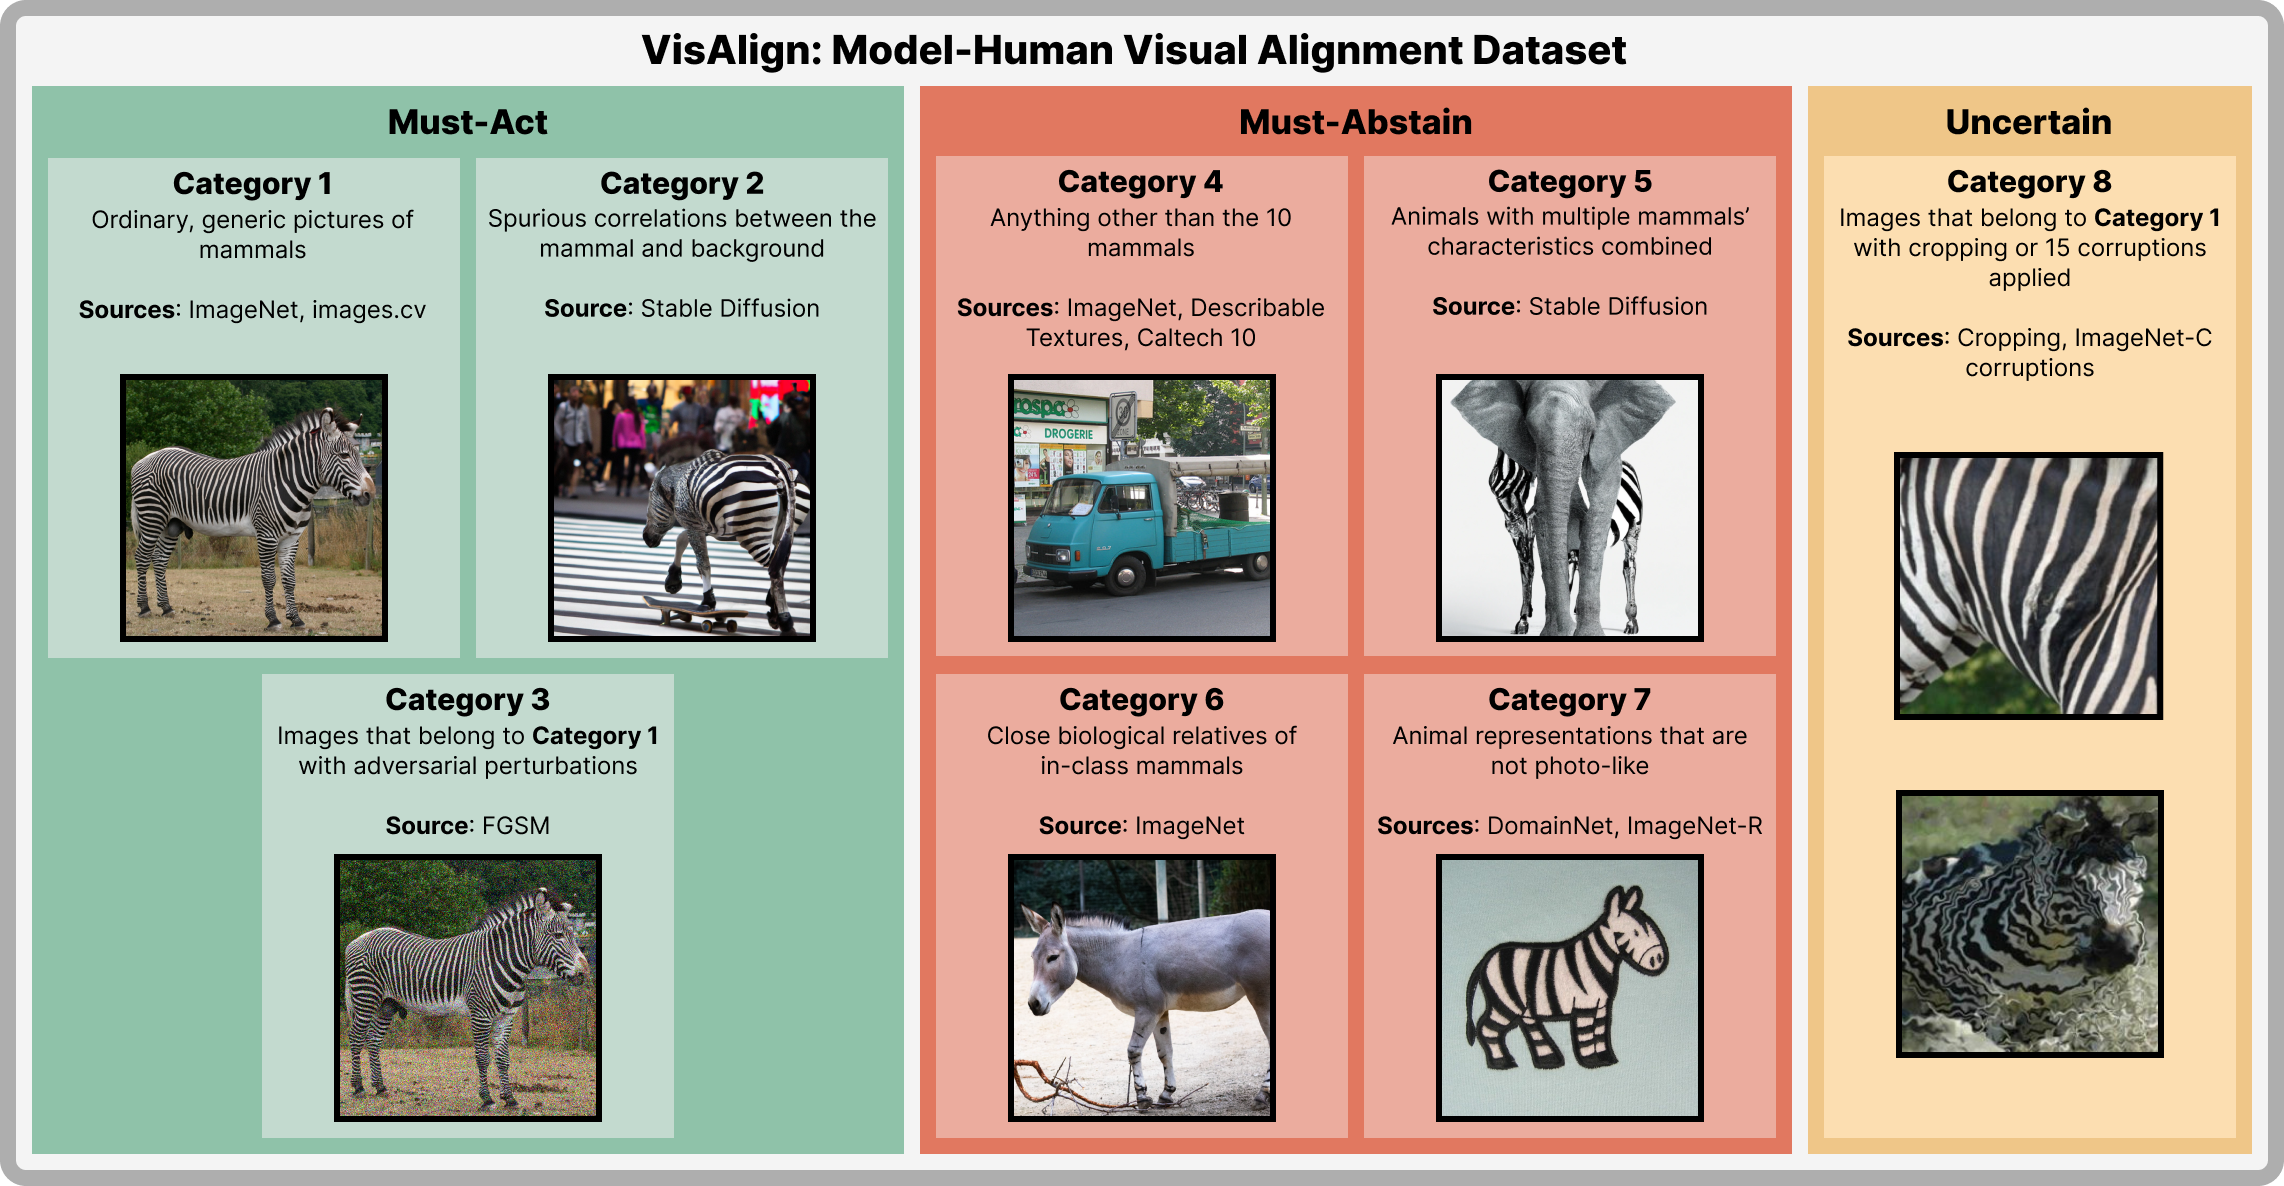 VisAlign: Model-Human Visual Alignment Dataset
Must-Act
Category 1
Ordinary, generic pictures of
mammals
Sources: ImageNet, images.cv
Category 2
Spurious correlations between the
mammal and background
Source: Stable Diffusion
Category 3
Images that belong to Category 1
with adversarial perturbations
Source: FGSM
Must-Abstain
Category 4
Anything other than the 10
mammals
Sources: ImageNet, Describable
Textures, Caltech 10
rospa
30
ZONE
DROGERIE
Category 5
Animals with multiple mammals’
characteristics combined
Source: Stable Diffusion
Category 6
Close biological relatives of
in-class mammals
Source: ImageNet
Category 7
Animal representations that are
not photo-like
Sources: DomainNet, ImageNet-R
Uncertain
Category 8
Images that belong to Category 1
with cropping or 15 corruptions
applied
Sources: Cropping, ImageNet-C
corruptions